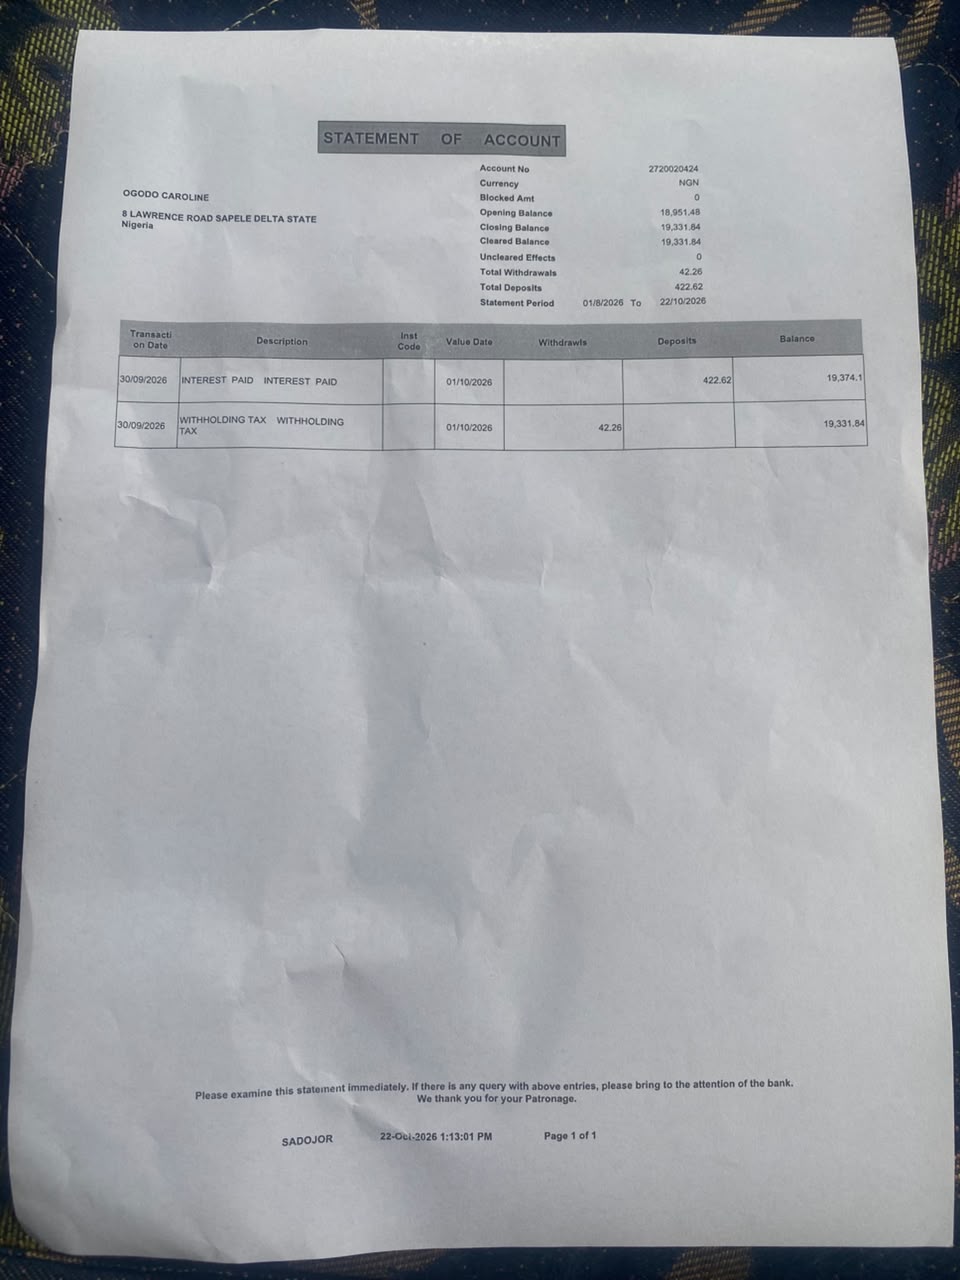 STATEMENT OF ACCOUNT
OGODO CAROLINE
8 LAWRENCE ROAD SAPELE DELTA STATE
Nigeria
Account No 2720020424
Currency NGN
Blocked Amt 0
Opening Balance 18,951.48
Closing Balance 19,331.84
Cleared Balance 19,331.84
Uncleared Effects 0
Total Withdrawals 42.26
Total Deposits 422.62
Statement Period 01/8/2026 To 22/10/2026
Transacti on Date Description Inst Code Value Date Withdrawls Deposits Balance
30/09/2026 INTEREST PAID INTEREST PAID 01/10/2026 422.62 19,374.1
30/09/2026 WITHHOLDING TAX WITHHOLDING TAX 01/10/2026 42.26 19,331.84
Please examine this statement immediately. If there is any query with above entries, please bring to the attention of the bank.
We thank you for your Patronage.
SADOJOR 22-Oct-2026 1:13:01 PM Page 1 of 1